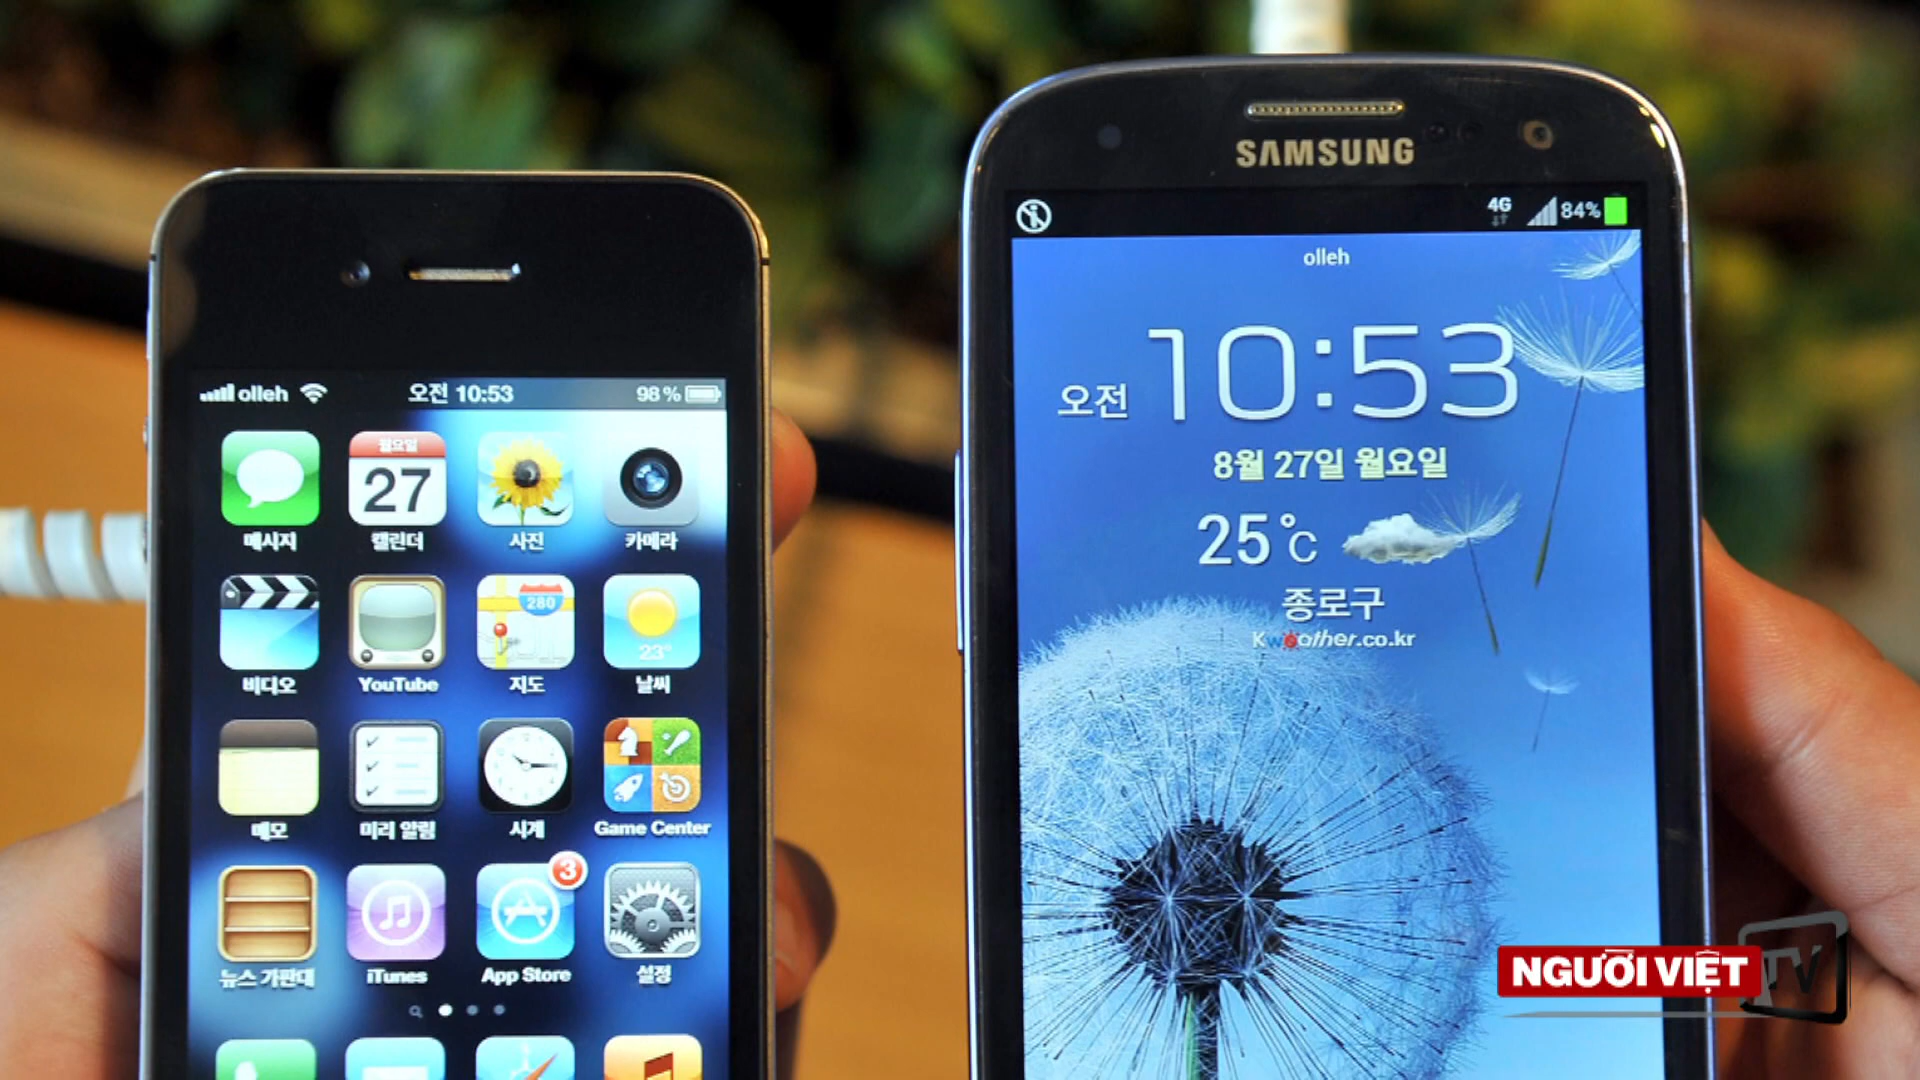 olleh
오전 10:53
98%
월요일
27
메시지
캘린더
사진
카메라
280
23°
비디오
YouTube
지도
날씨
메모
미리 알림
시계
Game Center
3
뉴스 가판대
iTunes
App Store
설정
SAMSUNG
4G
84%
olleh
오전 10:53
8월 27일 월요일
25°C
종로구
Kweather.co.kr
NGƯỜI VIỆT TV